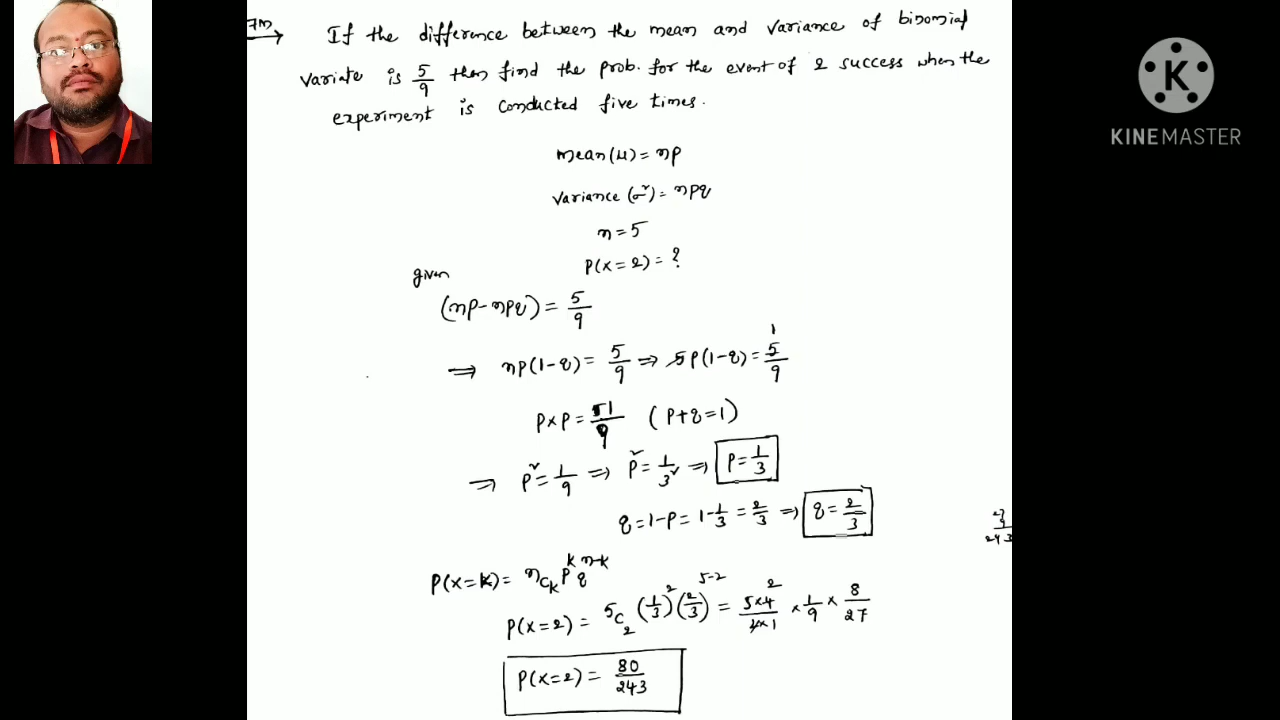 7M → If the difference between the mean and variance of binomial
variate is 5/9 then find the prob. for the event of 2 success when the
experiment is conducted five times.
K
KINEMASTER
mean(μ) = np
variance (σ²) = npq
n = 5
P(x = 2) = ?
given
(np - npq) = 5/9
⇒ np(1-q) = 5/9 ⇒ 5p(1-q) = 5/9 1
p×p = 1/9 (p+q=1)
⇒ p² = 1/9 ⇒ p² = 1/3² ⇒ p = 1/3
q = 1-p = 1-1/3 = 2/3 ⇒ q = 2/3
243
P(x=k) = nCk p^k q^n-k
P(x=2) = 5C2 (1/3)^2 (2/3)^5-2 = 5×4/2×1 2 × 1/9 × 8/27
P(x=2) = 80/243